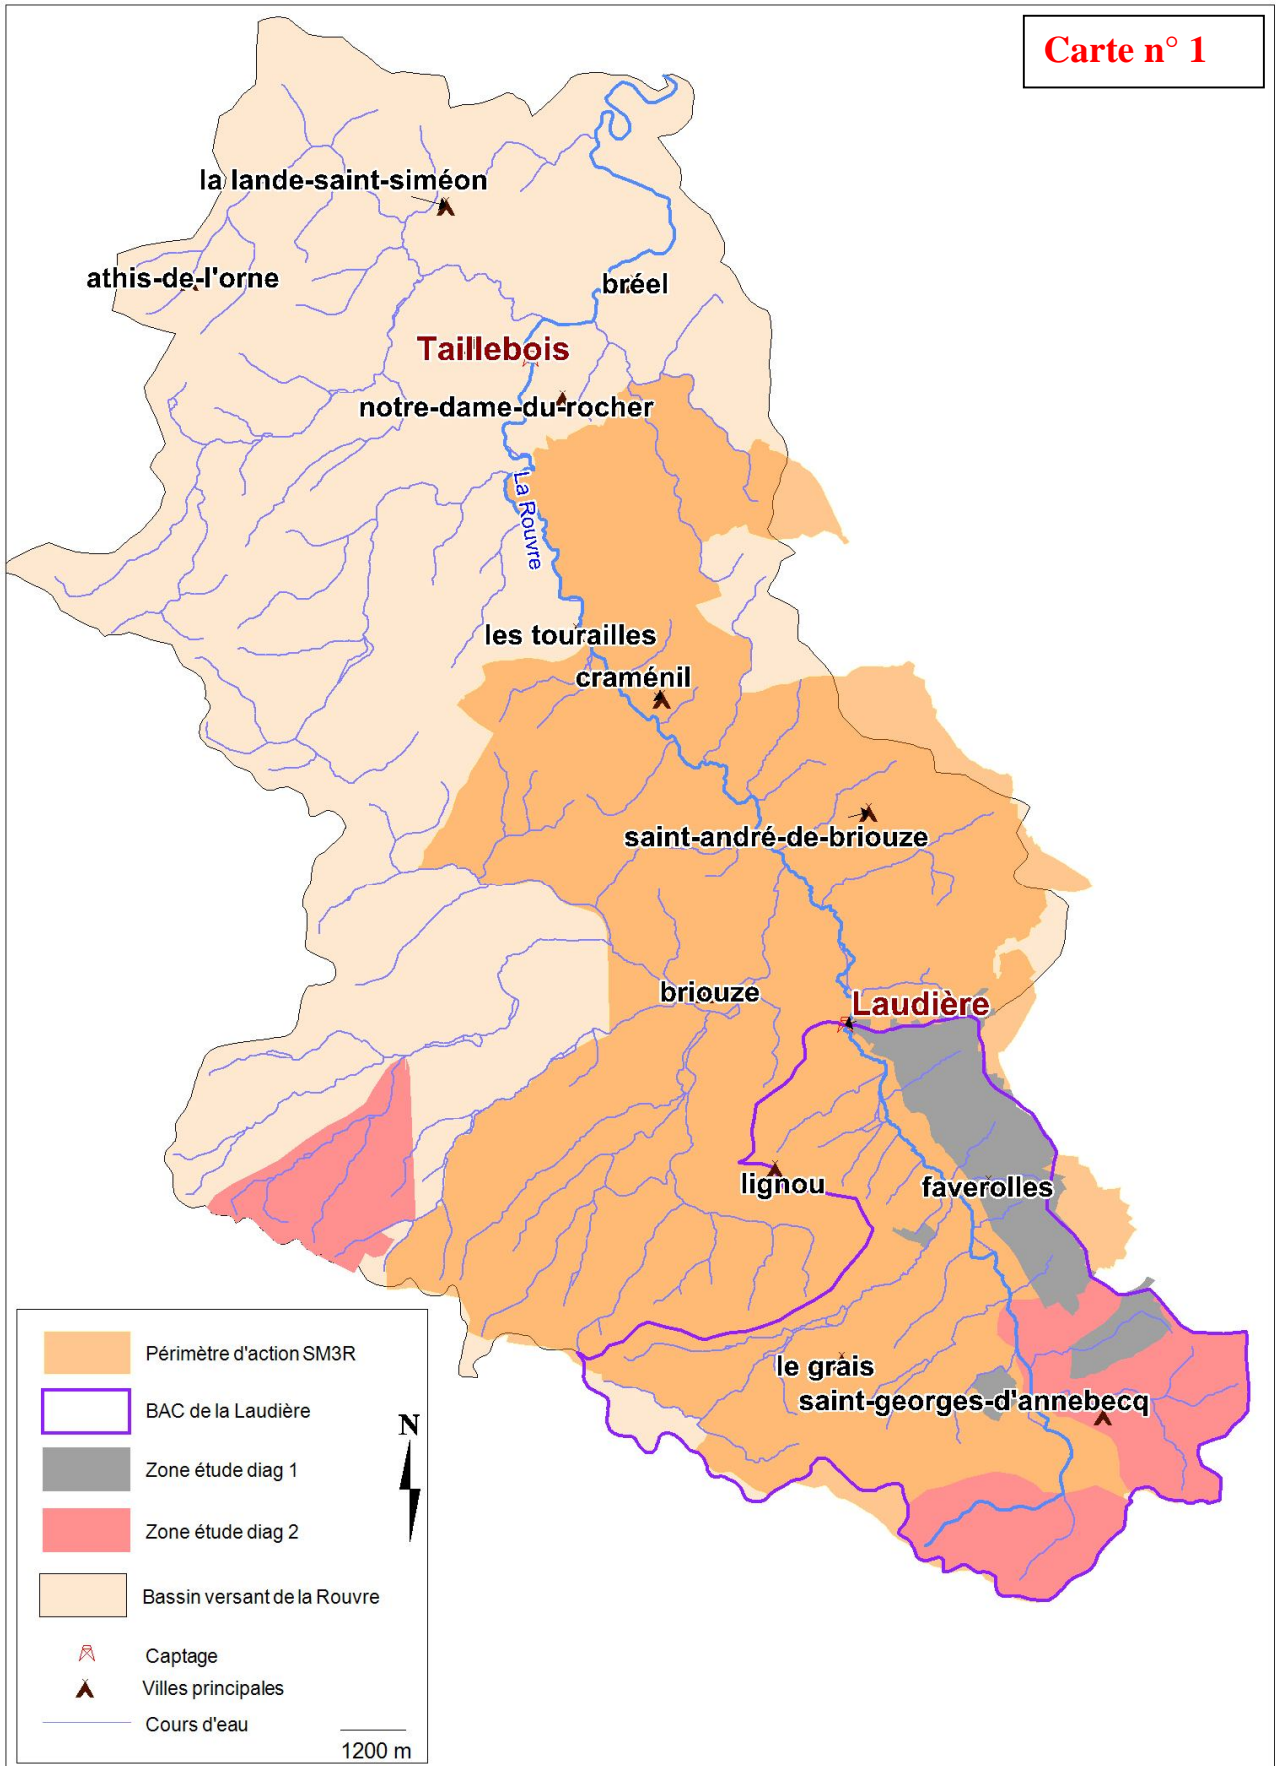 Carte n° 1
la lande-saint-siméon
athis-de-l'orne
bréel
Taillebois
notre-dame-du-rocher
La Rouvre
les tourailles
craménil
saint-andré-de-briouze
briouze
Laudière
lignou
faverolles
le grais
saint-georges-d'annebecq
Périmètre d'action SM3R
BAC de la Laudière
N
Zone étude diag 1
Zone étude diag 2
Bassin versant de la Rouvre
Captage
Villes principales
Cours d'eau
1200 m